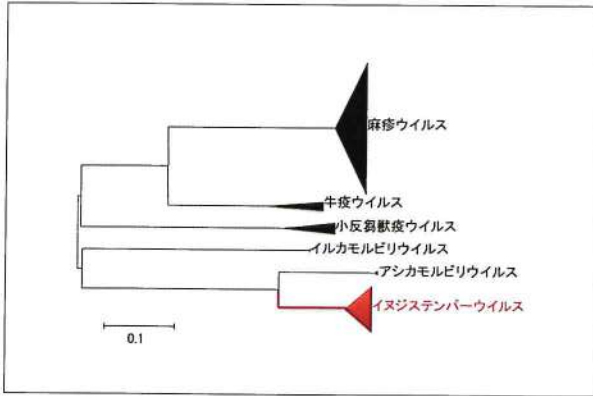 麻疹ウイルス
牛疫ウイルス
小反芻獣疫ウイルス
イルカモルビリウイルス
アシカモルビリウイルス
イヌジステンパーウイルス
0.1